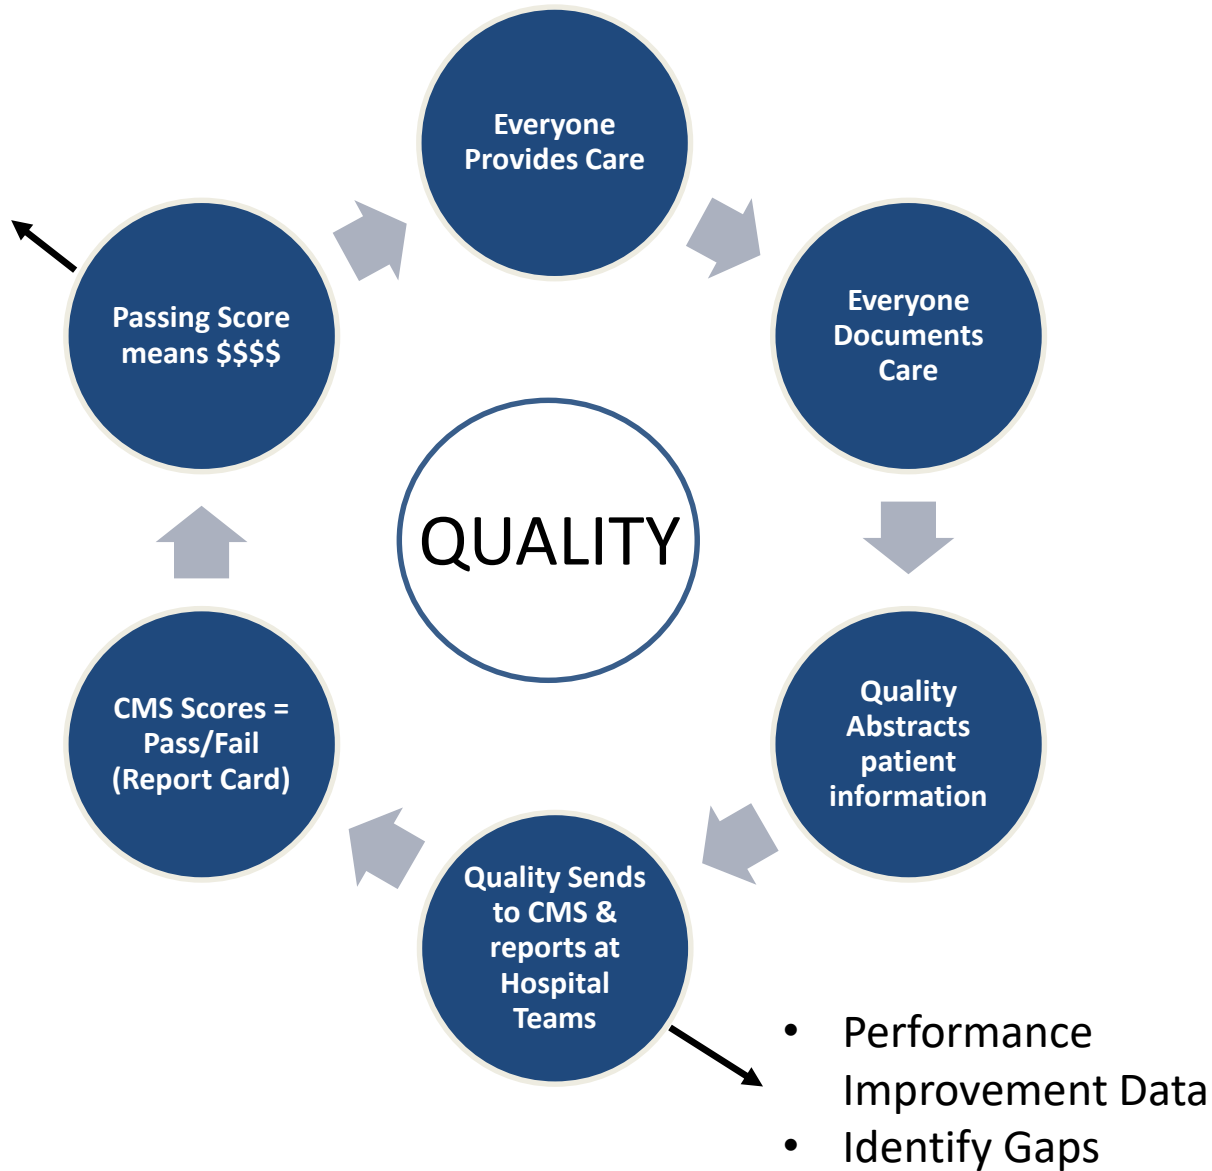 Everyone
Provides Care
Everyone
Documents
Care
Quality
Abstracts
patient
information
Quality Sends
to CMS &
reports at
Hospital
Teams
CMS Scores =
Pass/Fail
(Report Card)
Passing Score
means $$$$
QUALITY
• Performance
Improvement Data
• Identify Gaps